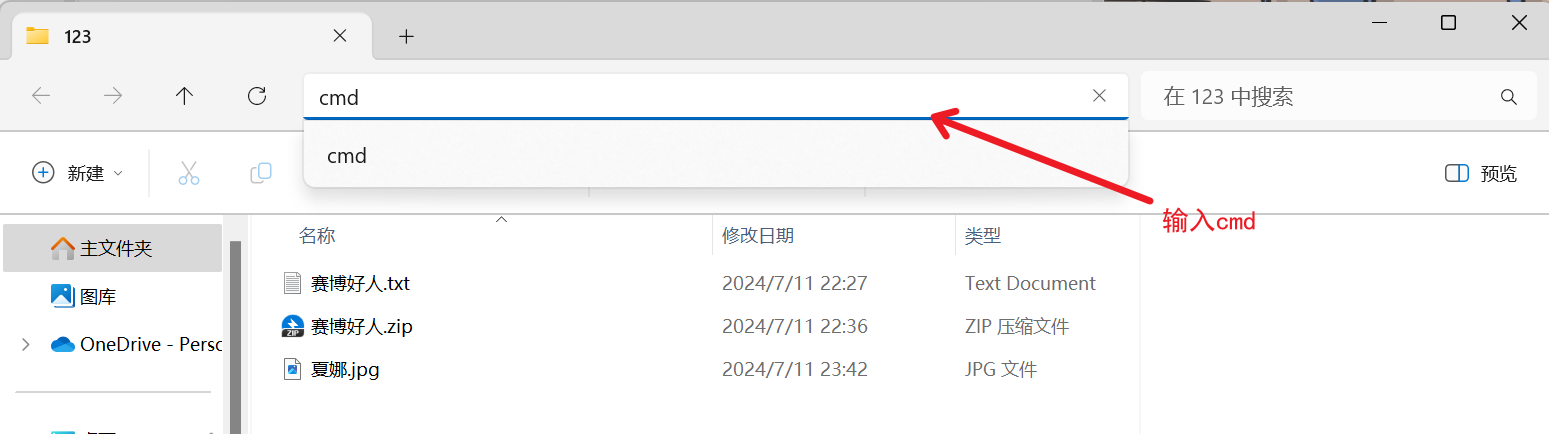 123
cmd
在 123 中搜索
cmd
新建
预览
输入cmd
名称
修改日期
类型
主文件夹
赛博好人.txt
2024/7/11 22:27
Text Document
图库
赛博好人.zip
2024/7/11 22:36
ZIP 压缩文件
OneDrive - Perso
夏娜.jpg
2024/7/11 23:42
JPG 文件